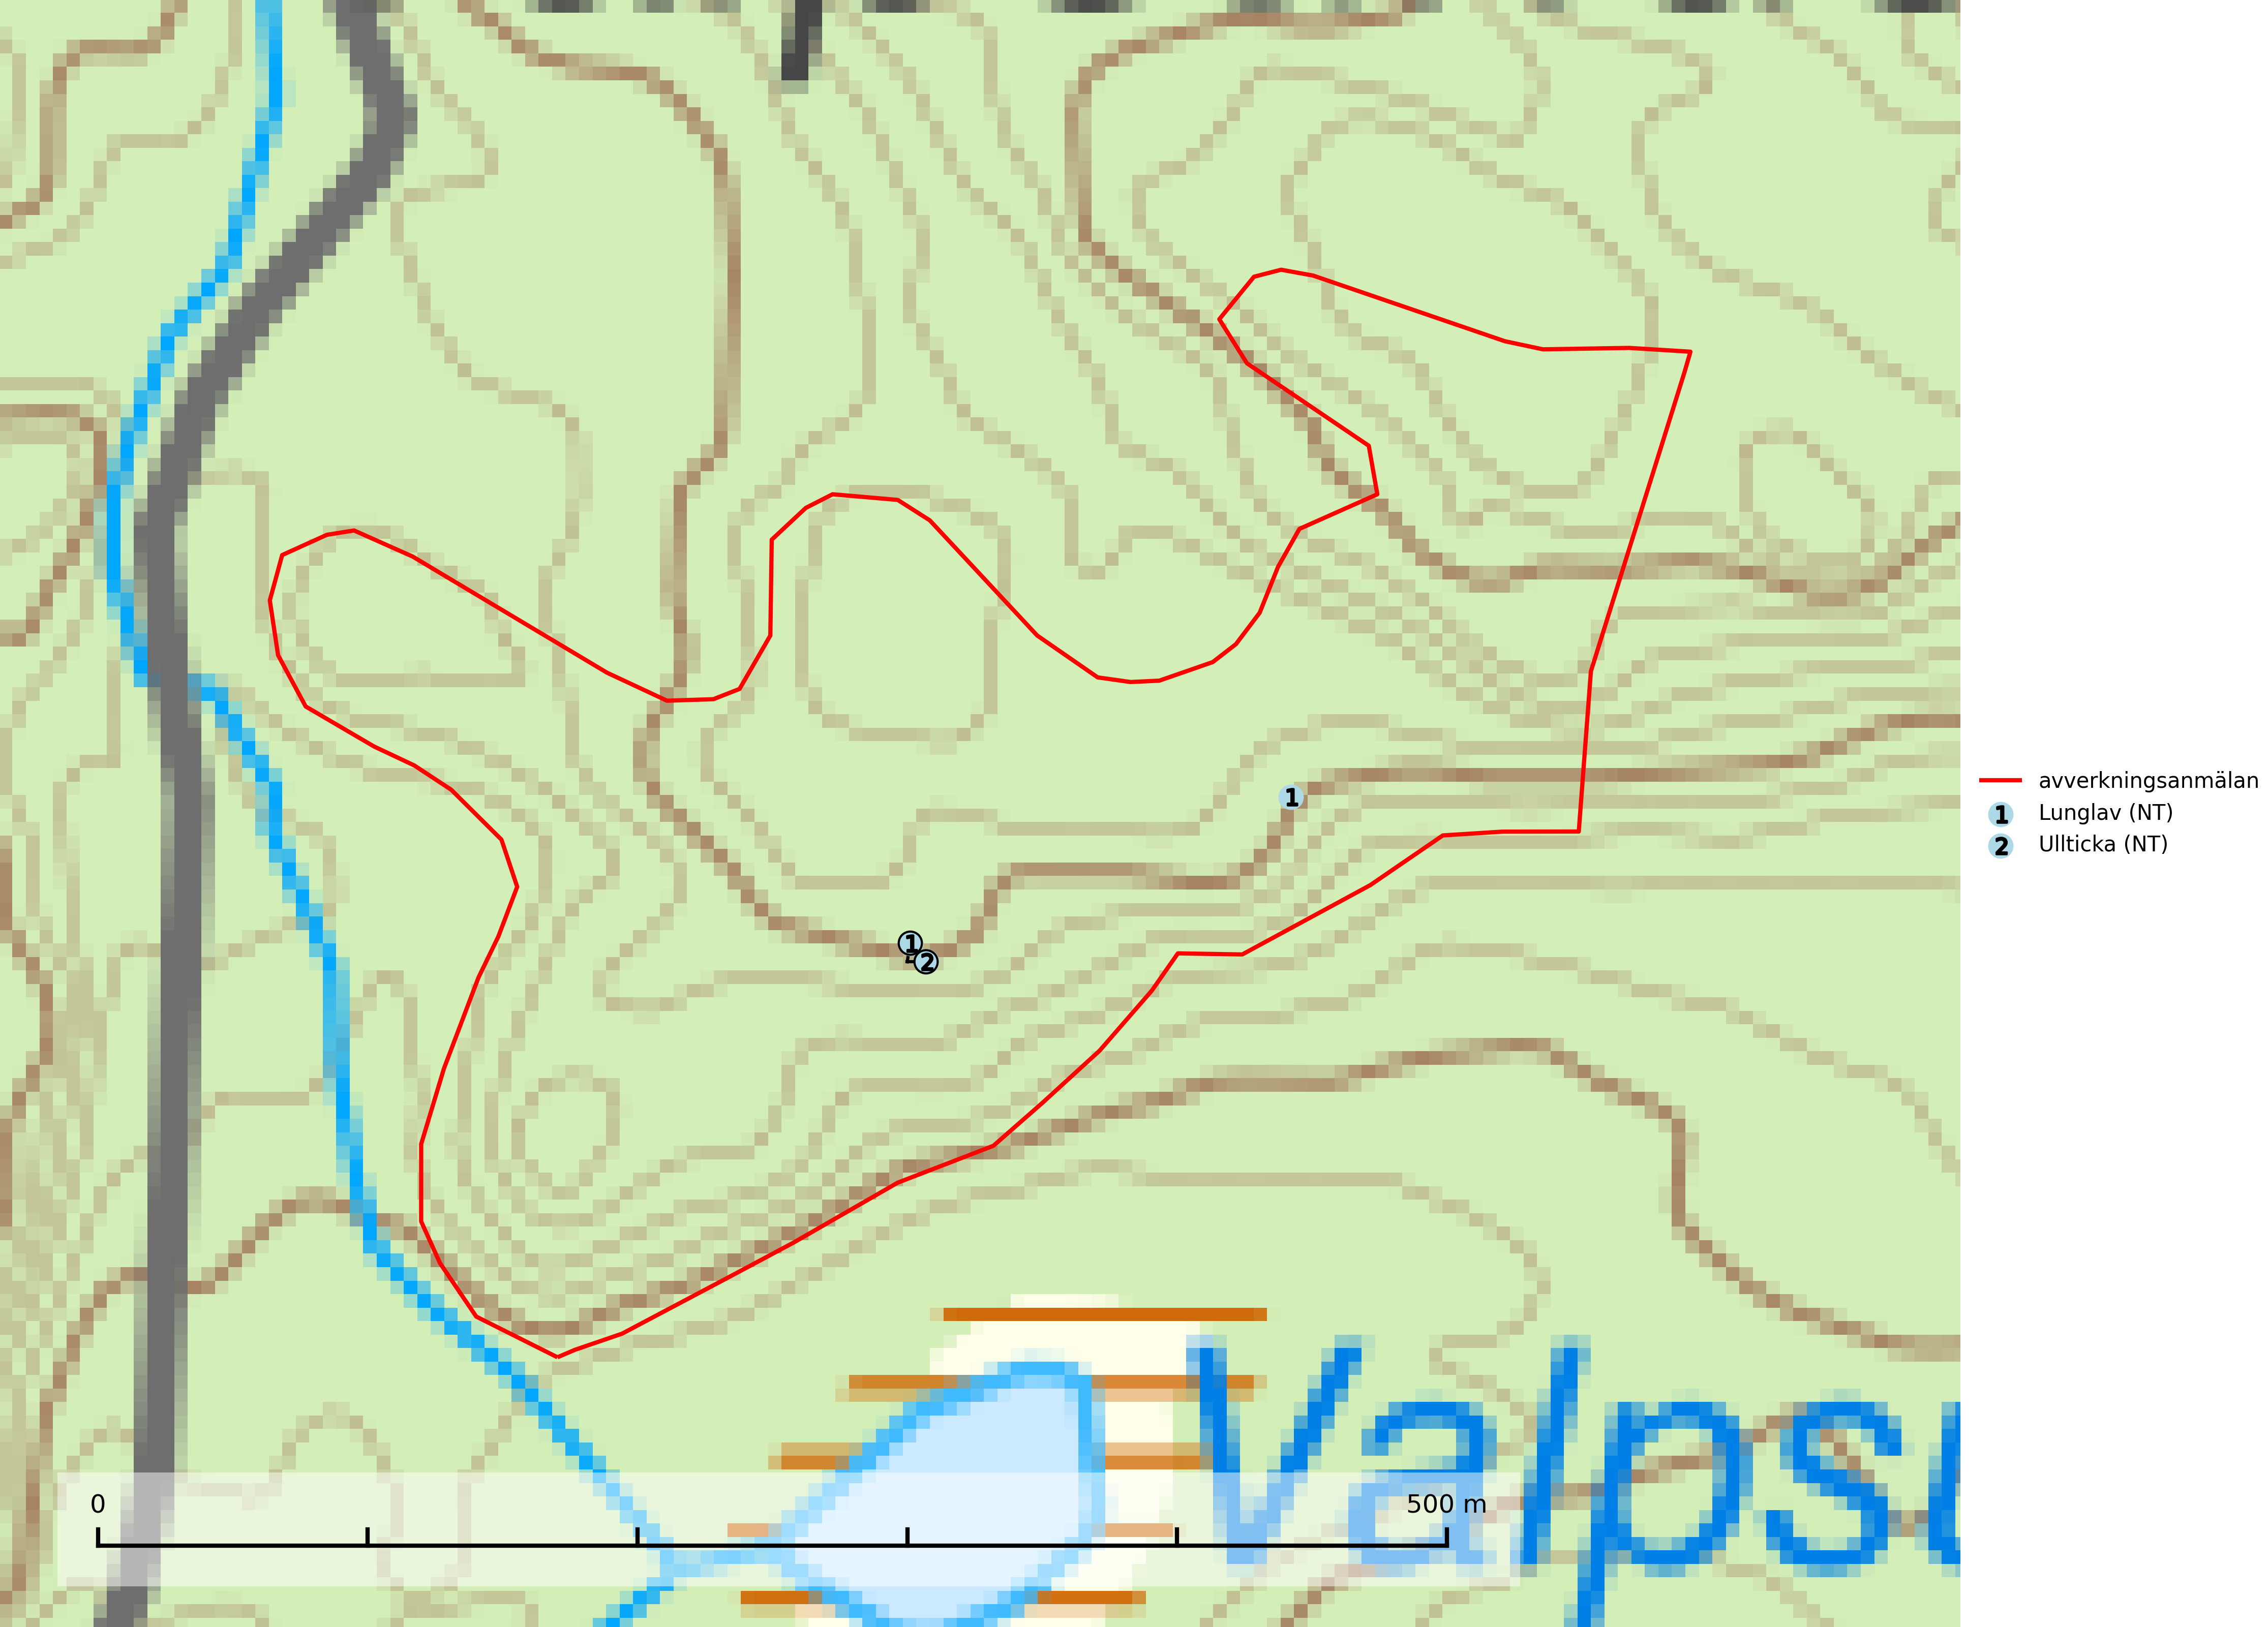 avverkningsanmälan
1 Lunglav (NT)
2 Ullticka (NT)
1
1
2
Valpsu
0 500 m